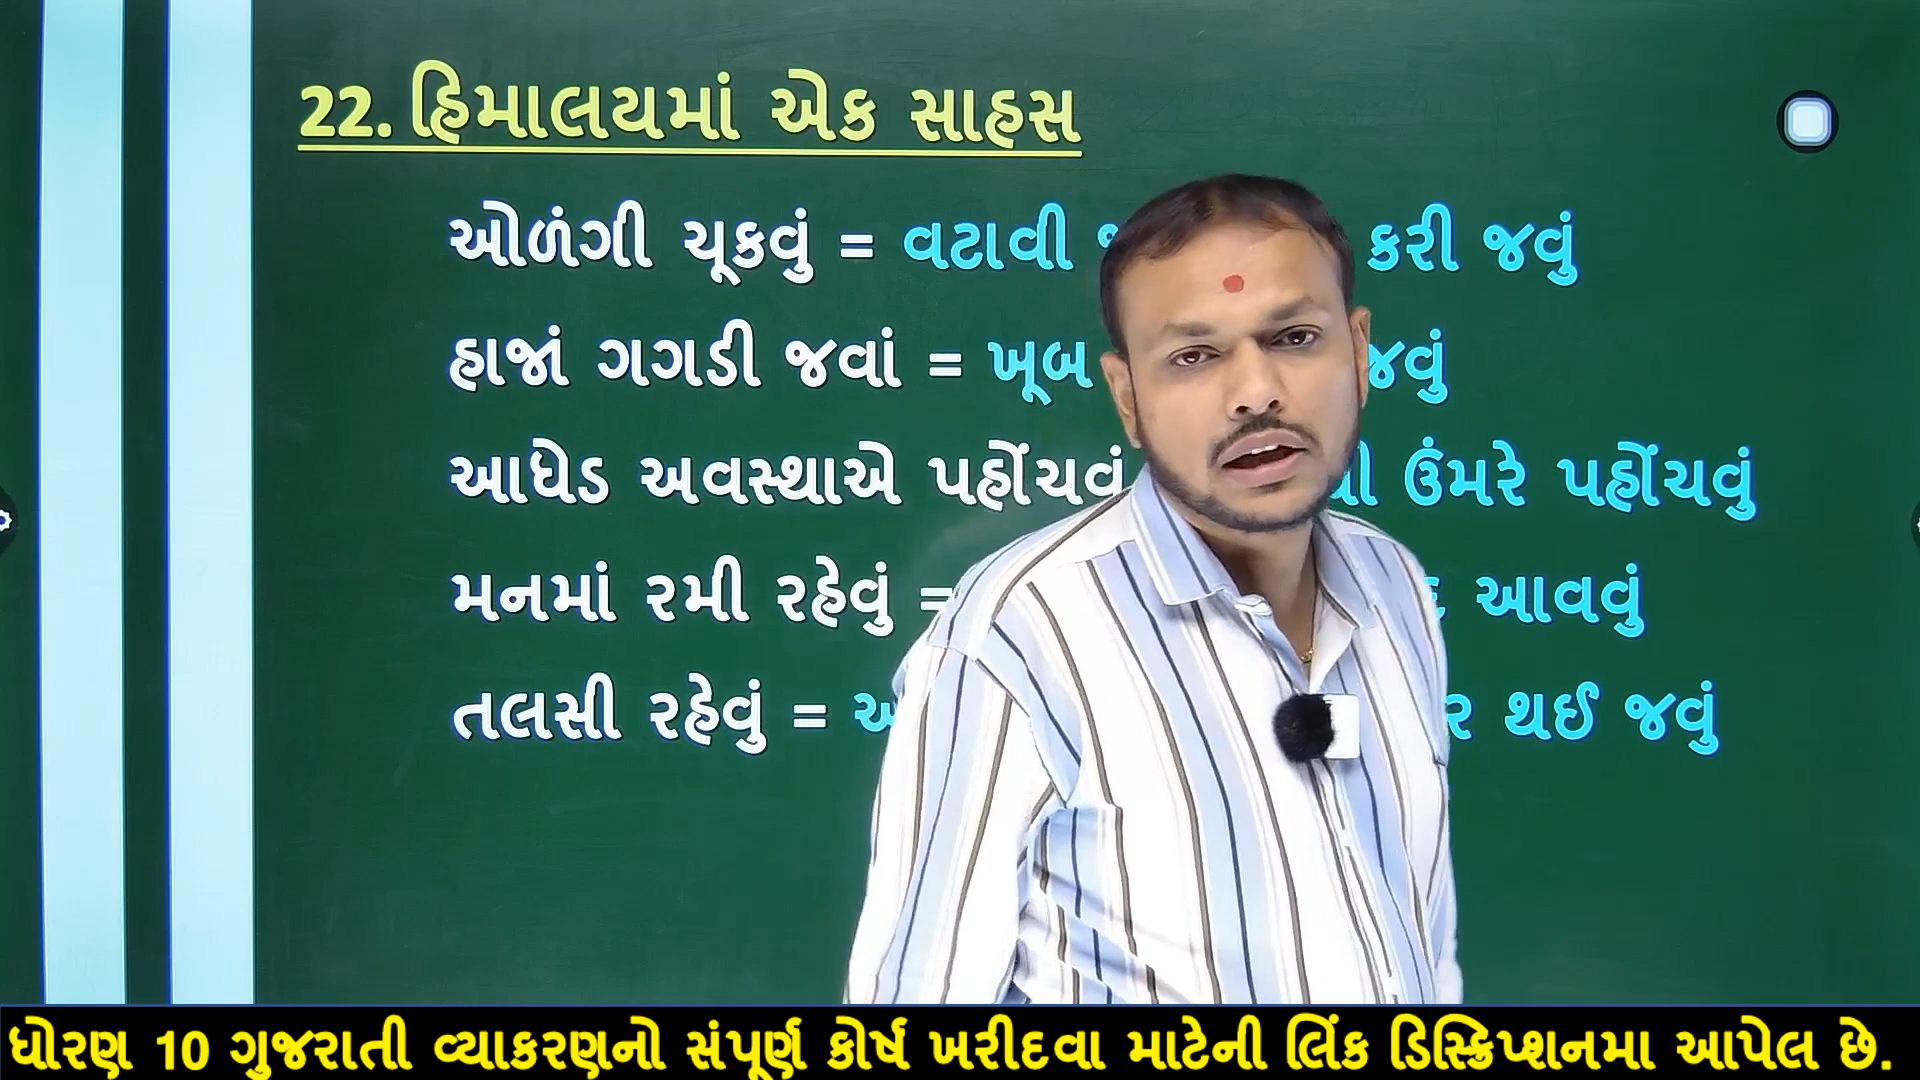 22. હિમાલયમાં એક સાહસ
ઓળંગી ચૂકવું = વટાવી કરી જવું
હાજાં ગગડી જવાં = ખૂબ જવું
આધેડ અવસ્થાએ પહોંચવું ઉંમરે પહોંચવું
મનમાં રમી રહેવું = આવવું
તલસી રહેવું = થઈ જવું
ધોરણ 10 ગુજરાતી વ્યાકરણનો સંપૂર્ણ કોર્ષ ખરીદવા માટેની લિંક ડિસ્ક્રિપ્શનમા આપેલ છે.